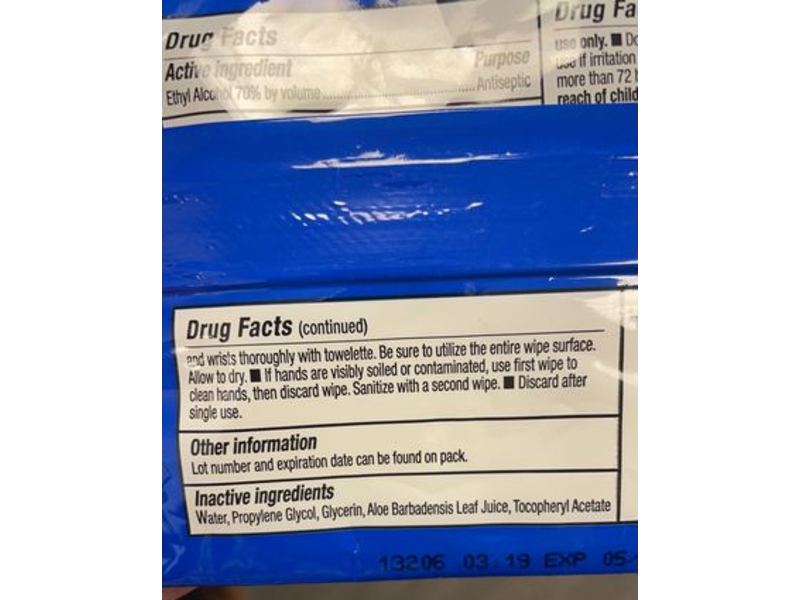 Drug Facts
Active ingredient Purpose
Ethyl Alcohol 70% by volume..........Antiseptic
Drug Fa
use only. ■ Do
use if irritation
more than 72 h
reach of child
Drug Facts (continued)
and wrists thoroughly with towelette. Be sure to utilize the entire wipe surface.
Allow to dry. ■ If hands are visibly soiled or contaminated, use first wipe to
clean hands, then discard wipe. Sanitize with a second wipe. ■ Discard after
single use.
Other information
Lot number and expiration date can be found on pack.
Inactive ingredients
Water, Propylene Glycol, Glycerin, Aloe Barbadensis Leaf Juice, Tocopheryl Acetate
13206 03:19 EXP 05-